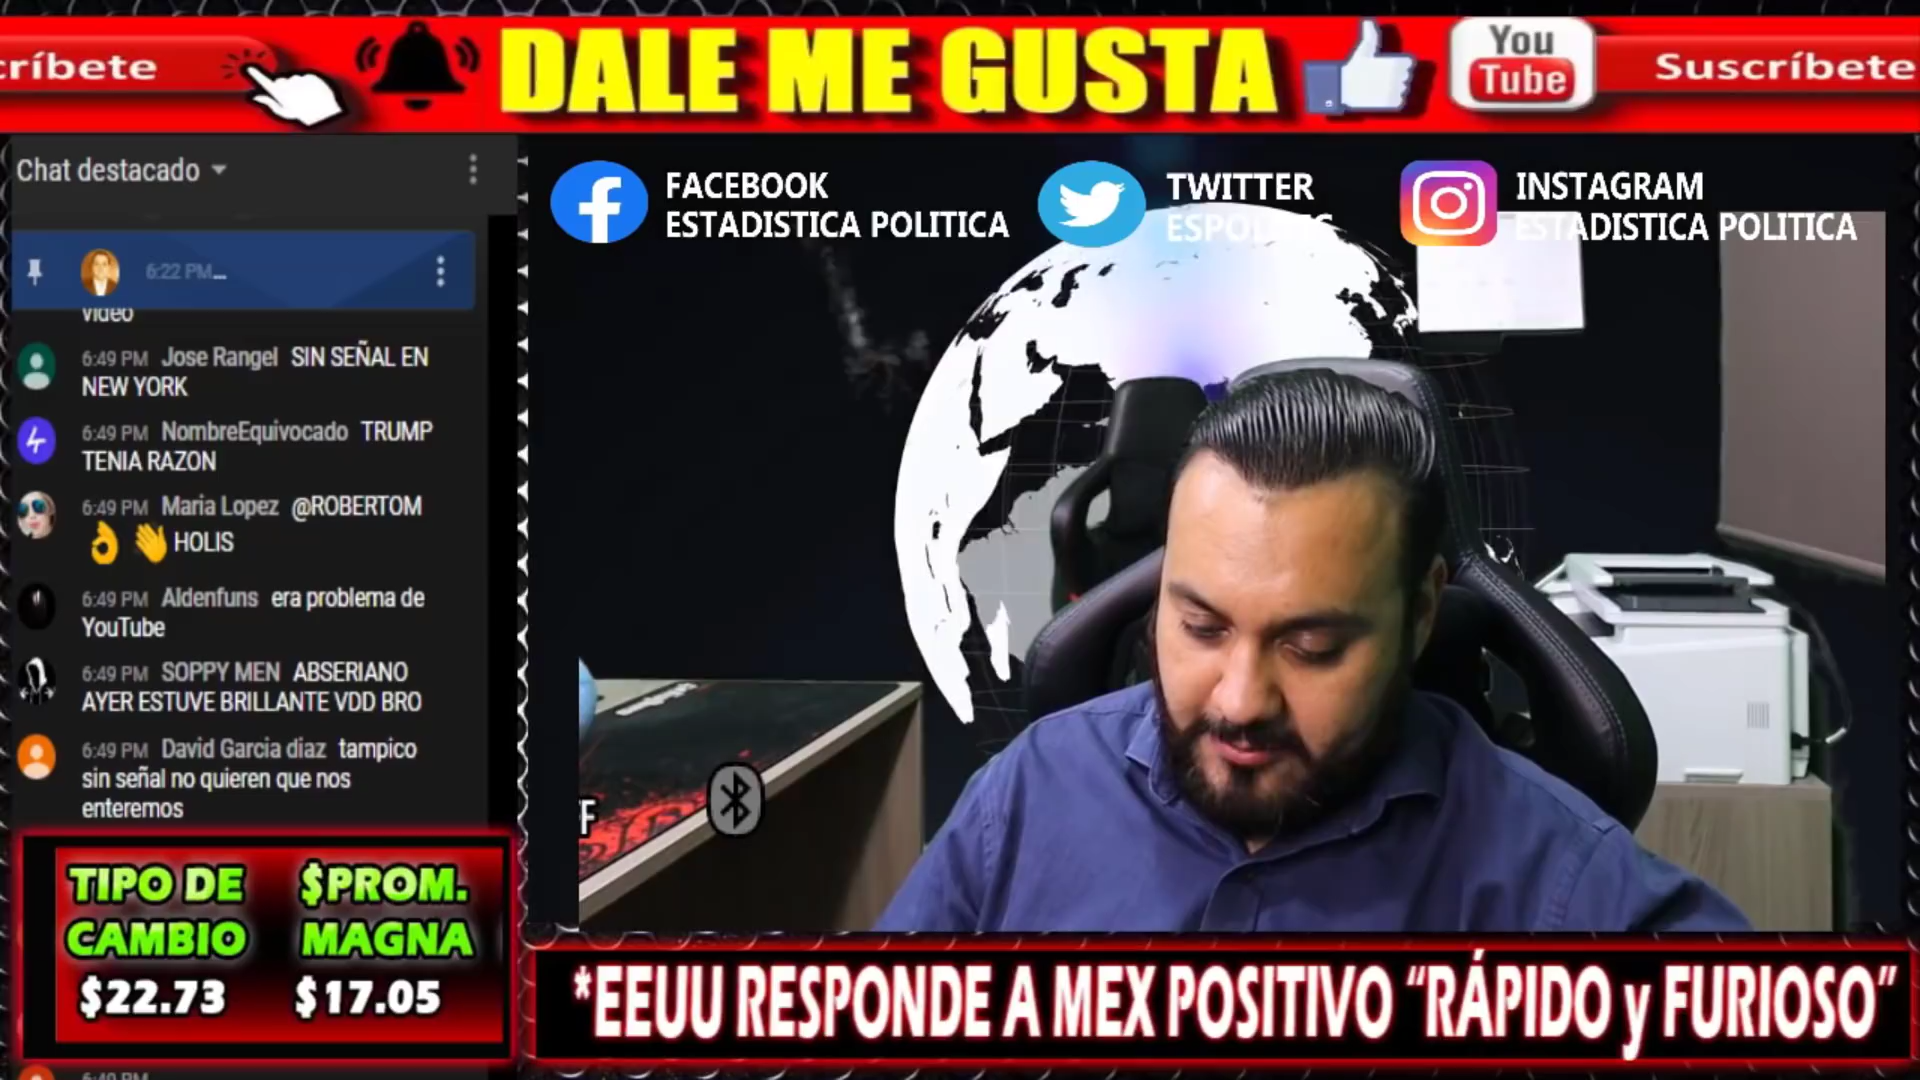 críbete
DALE ME GUSTA
You
Tube
Suscríbete
Chat destacado
6:22 PM
video
6:49 PM Jose Rangel SIN SEÑAL EN
NEW YORK
6:49 PM NombreEquivocado TRUMP
TENIA RAZON
6:49 PM Maria Lopez @ROBERTOM
HOLIS
6:49 PM Aldenfuns era problema de
YouTube
6:49 PM SOPPY MEN ABSERIANO
AYER ESTUVE BRILLANTE VDD BRO
6:49 PM David Garcia diaz tampico
sin señal no quieren que nos
enteremos
6:49 PM
FACEBOOK
ESTADISTICA POLITICA
TWITTER
INSTAGRAM
ESTADISTICA POLITICA
F
TIPO DE
CAMBIO
$22.73
$PROM.
MAGNA
$17.05
*EEUU RESPONDE A MEX POSITIVO “RÁPIDO y FURIOSO”